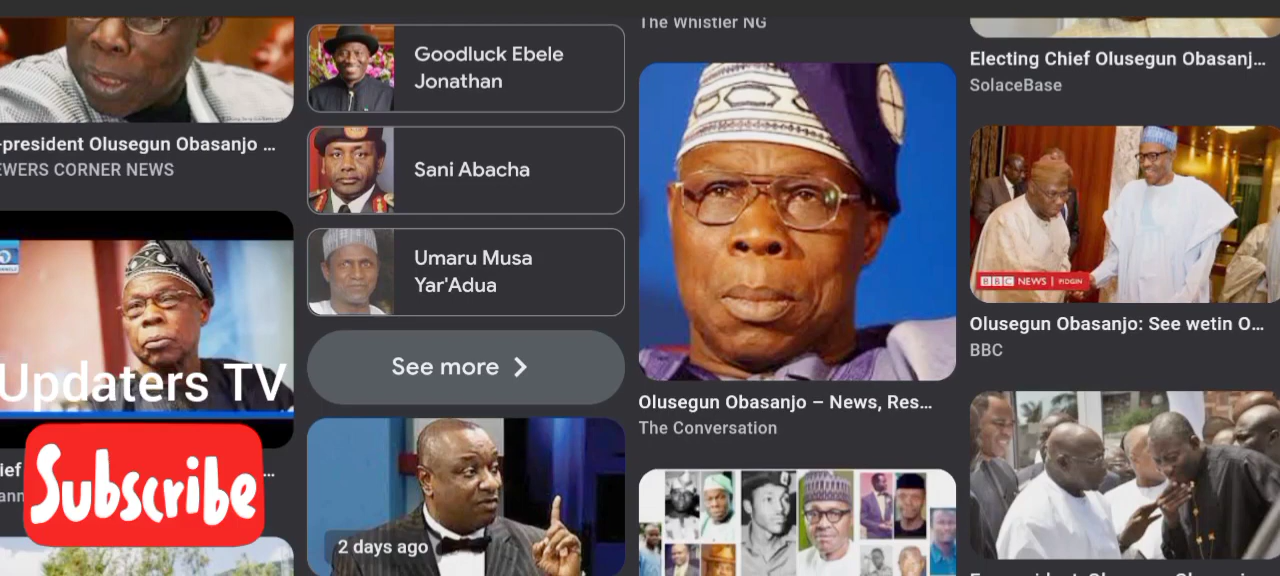 -president Olusegun Obasanjo ...
EWERS CORNER NEWS
Updaters TV
ief
...
ann
Subscribe
Goodluck Ebele
Jonathan
Sani Abacha
Umaru Musa
Yar'Adua
See more
2 days ago
The Whistler NG
Olusegun Obasanjo – News, Res...
The Conversation
Electing Chief Olusegun Obasanj...
SolaceBase
BBC NEWS | PIDGIN
Olusegun Obasanjo: See wetin O...
BBC